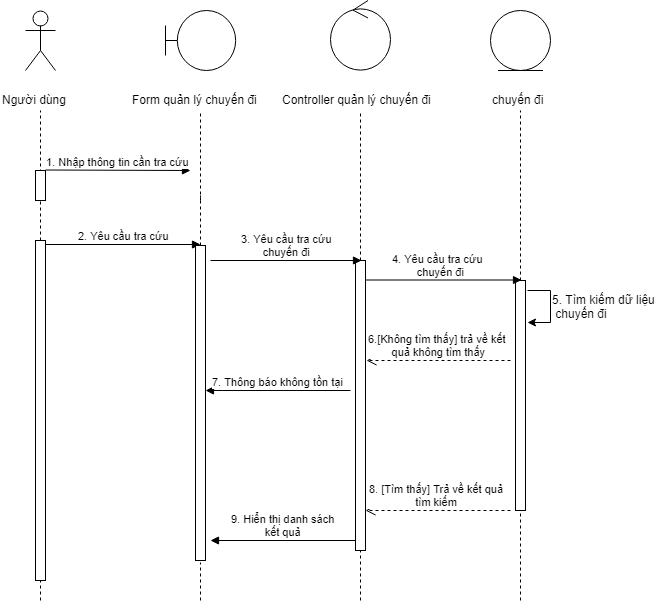 Người dùng
Form quản lý chuyến đi
Controller quản lý chuyến đi
chuyến đi
1. Nhập thông tin cần tra cứu
2. Yêu cầu tra cứu
3. Yêu cầu tra cứu
chuyến đi
4. Yêu cầu tra cứu
chuyến đi
5. Tìm kiếm dữ liệu
chuyến đi
6.[Không tìm thấy] trả về kết
quả không tìm thấy
7. Thông báo không tồn tại
8. [Tìm thấy] Trả về kết quả
tìm kiếm
9. Hiển thị danh sách
kết quả